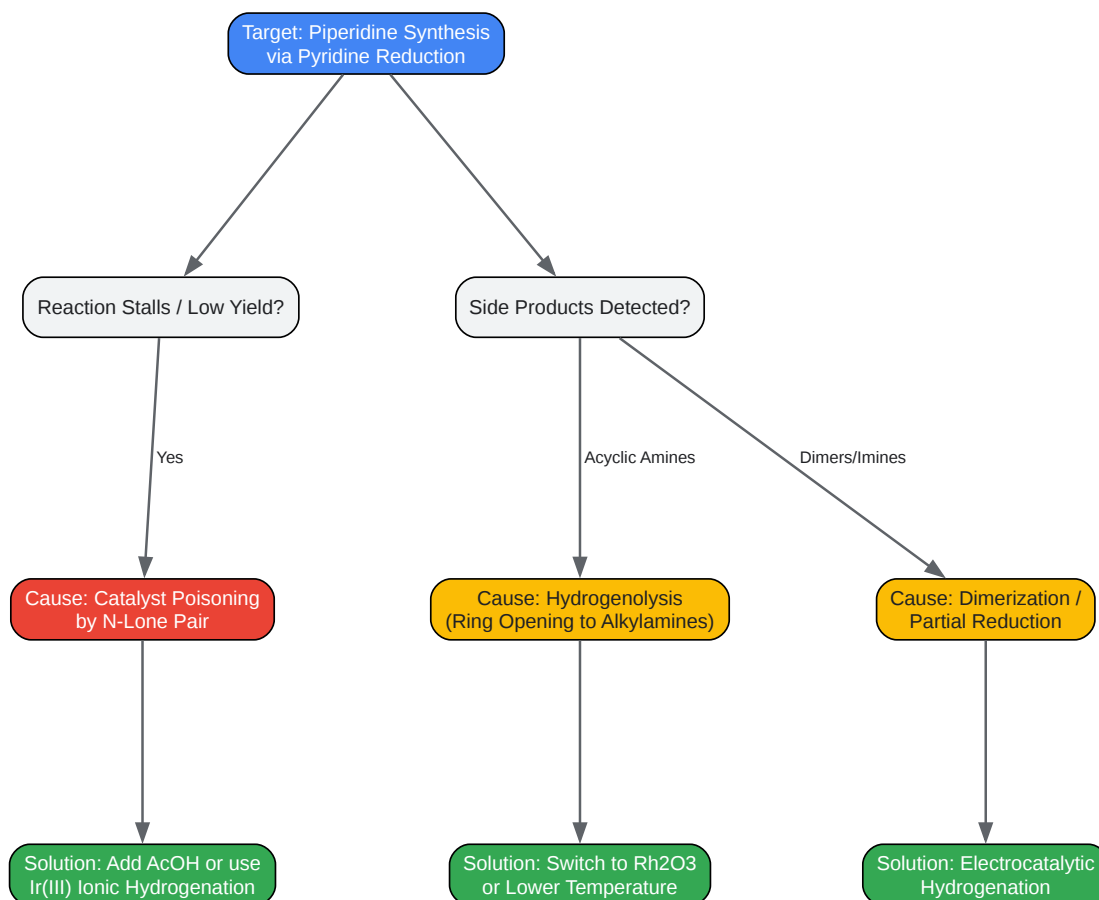 Target: Piperidine Synthesis
via Pyridine Reduction
Reaction Stalls / Low Yield?
Side Products Detected?
Yes
Acyclic Amines
Dimers/Imines
Cause: Catalyst Poisoning
by N-Lone Pair
Cause: Hydrogenolysis
(Ring Opening to Alkylamines)
Cause: Dimerization /
Partial Reduction
Solution: Add AcOH or use
Ir(III) Ionic Hydrogenation
Solution: Switch to Rh2O3
or Lower Temperature
Solution: Electrocatalytic
Hydrogenation